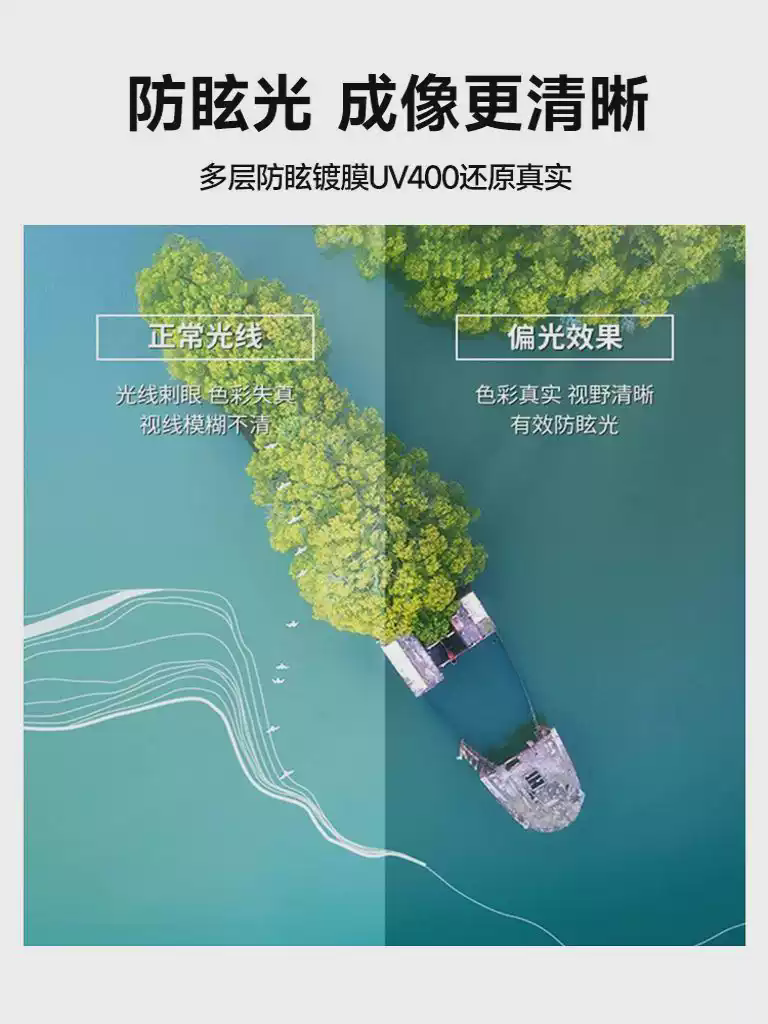 防眩光 成像更清晰
多层防眩镀膜UV400还原真实
正常光线
光线刺眼 色彩失真
视线模糊不清
偏光效果
色彩真实 视野清晰
有效防眩光